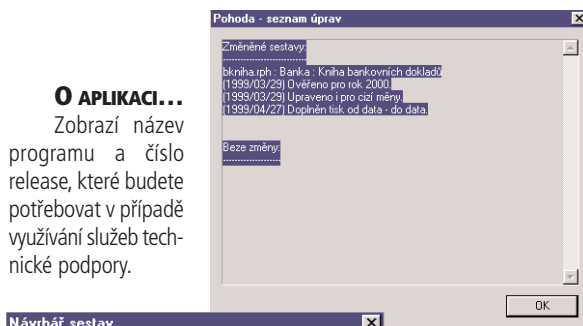 O APLIKACI...
Zobrazí název
programu a číslo
release, které budete
potřebovat v případě
využívání služeb tech-
nické podpory.
Pohoda - seznam úprav
Změněné sestavy:
-------------------------
bkniha.rph : Banka : Kniha bankovních dokladů
(1999/03/29) Ověřeno pro rok 2000.
(1999/03/29) Upraveno i pro cizí měny.
(1999/04/27) Doplněn tisk od data - do data.
Beze změny:
-----------------
OK
Návrhář sestav